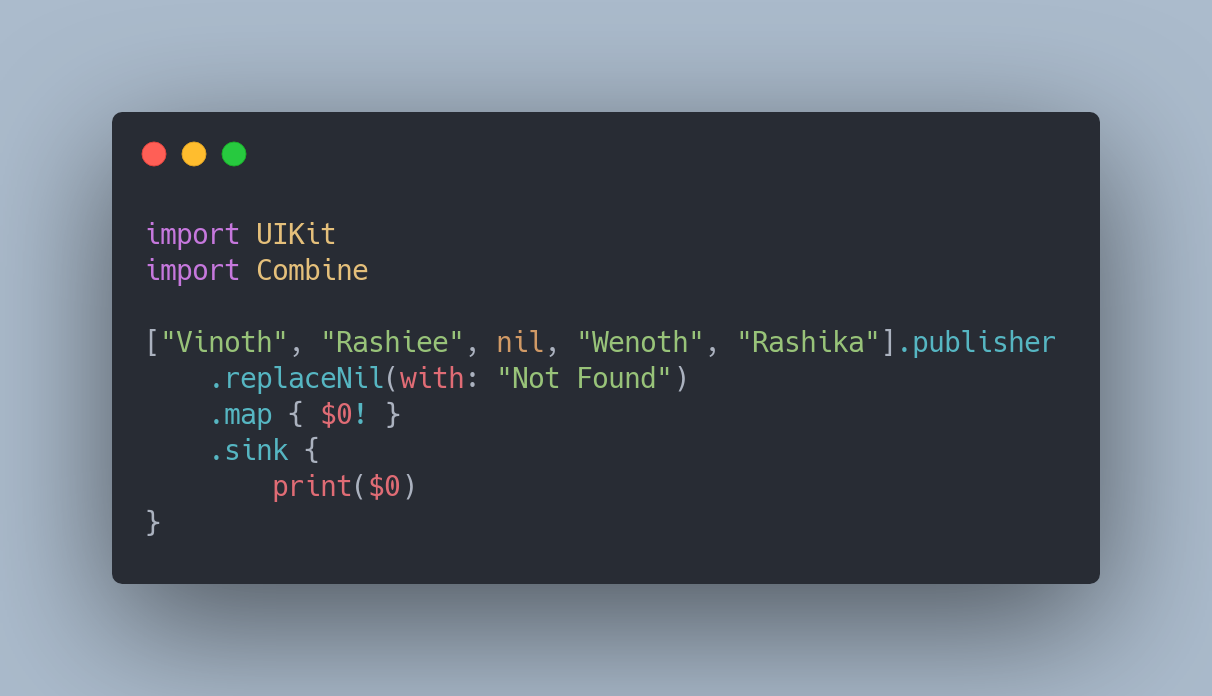 import UIKit
import Combine
["Vinoth", "Rashiee", nil, "Wenoth", "Rashika"].publisher
    .replaceNil(with: "Not Found")
    .map { $0! }
    .sink {
        print($0)
}